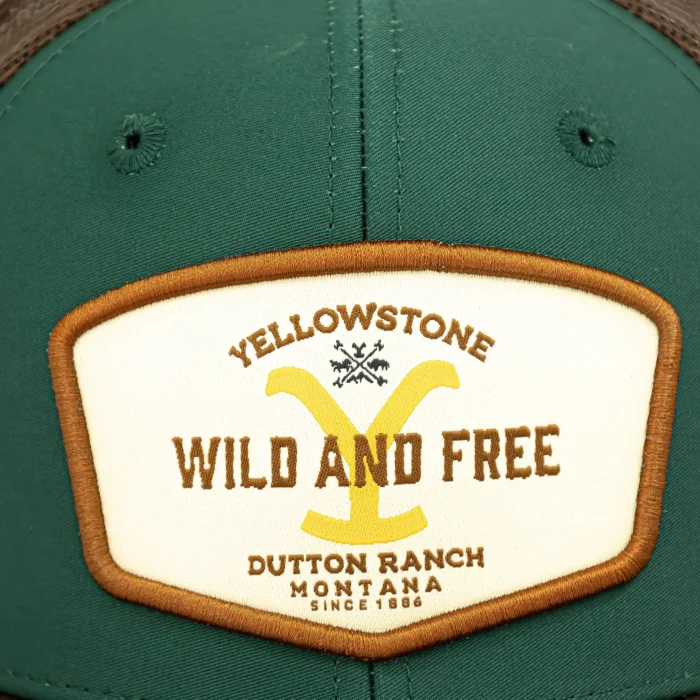 YELLOWSTONE
WILD AND FREE
DUTTON RANCH
MONTANA
SINCE 1886